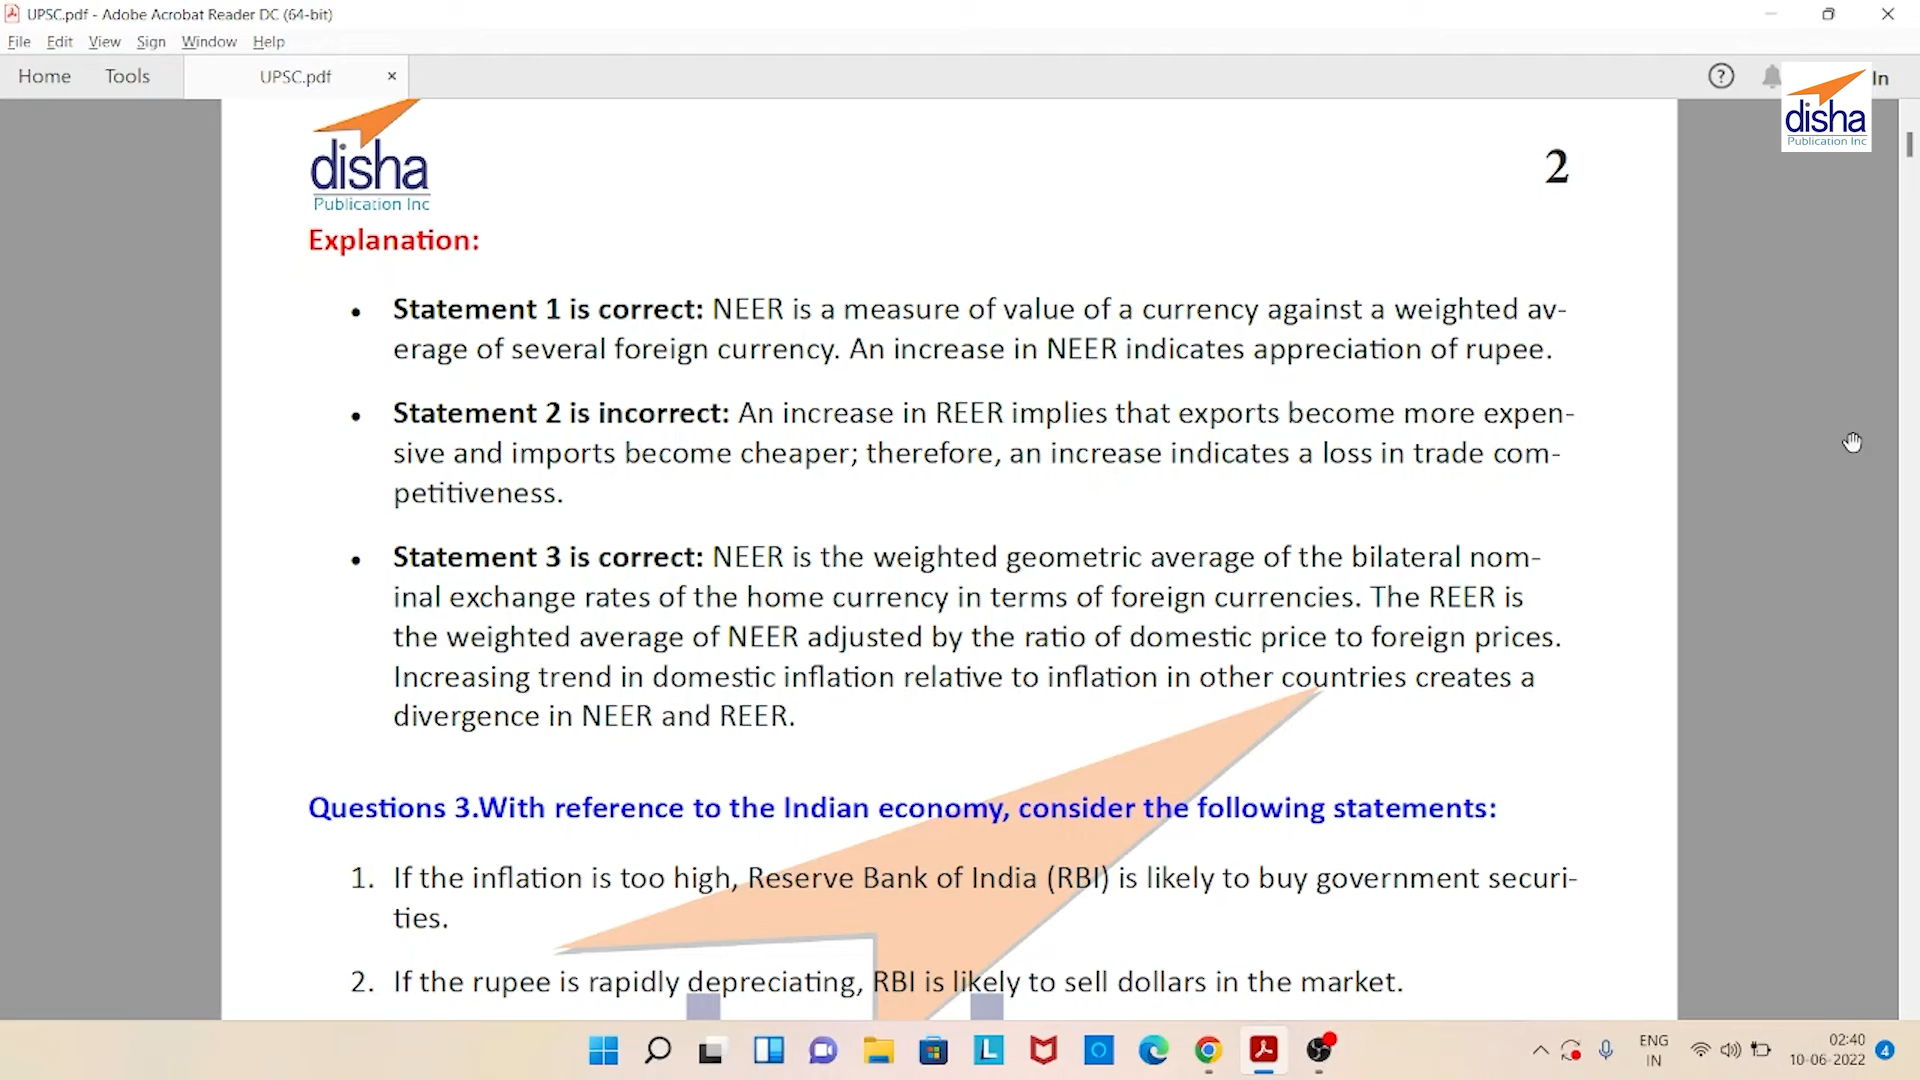 UPSC.pdf - Adobe Acrobat Reader DC (64-bit)
File Edit View Sign Window Help
Home Tools UPSC.pdf × ? In
disha
Publication Inc
disha
Publication Inc
2
Explanation:
• Statement 1 is correct: NEER is a measure of value of a currency against a weighted av-
erage of several foreign currency. An increase in NEER indicates appreciation of rupee.
• Statement 2 is incorrect: An increase in REER implies that exports become more expen-
sive and imports become cheaper; therefore, an increase indicates a loss in trade com-
petitiveness.
• Statement 3 is correct: NEER is the weighted geometric average of the bilateral nom-
inal exchange rates of the home currency in terms of foreign currencies. The REER is
the weighted average of NEER adjusted by the ratio of domestic price to foreign prices.
Increasing trend in domestic inflation relative to inflation in other countries creates a
divergence in NEER and REER.
Questions 3.With reference to the Indian economy, consider the following statements:
1. If the inflation is too high, Reserve Bank of India (RBI) is likely to buy government securi-
ties.
2. If the rupee is rapidly depreciating, RBI is likely to sell dollars in the market.
L
ENG
IN
02:40
10-06-2022
4